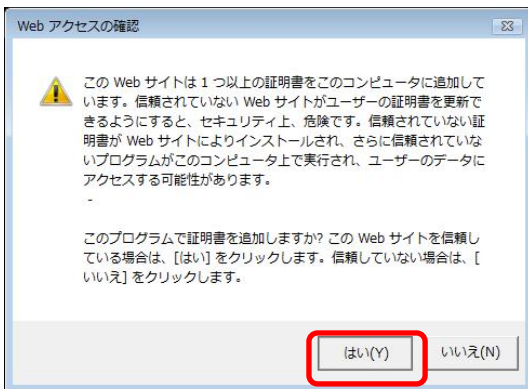 Web アクセスの確認
この Web サイトは 1 つ以上の証明書をこのコンピュータに追加して
います。信頼されていない Web サイトがユーザーの証明書を更新で
きるようにすると、セキュリティ上、危険です。信頼されていない証
明書が Web サイトによりインストールされ、さらに信頼されていな
いプログラムがこのコンピュータ上で実行され、ユーザーのデータに
アクセスする可能性があります。
-
このプログラムで証明書を追加しますか? この Web サイトを信頼し
ている場合は、[はい] をクリックします。信頼していない場合は、[
いいえ] をクリックします。
はい(Y) いいえ(N)